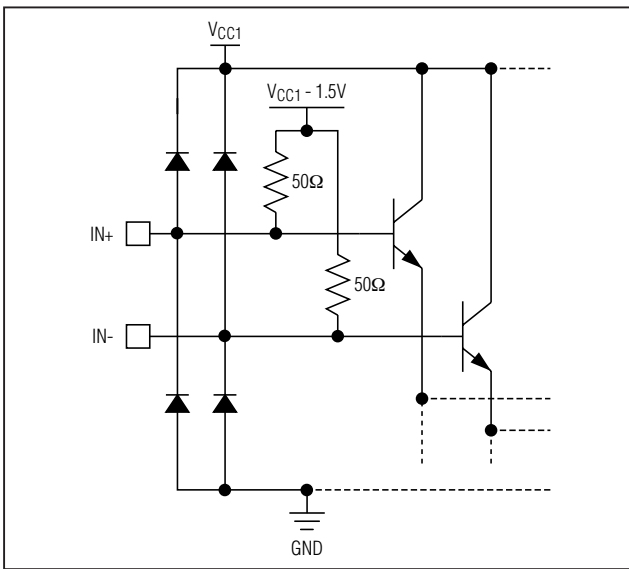 VCC1
VCC1 - 1.5V
50Ω
IN+
50Ω
IN-
GND